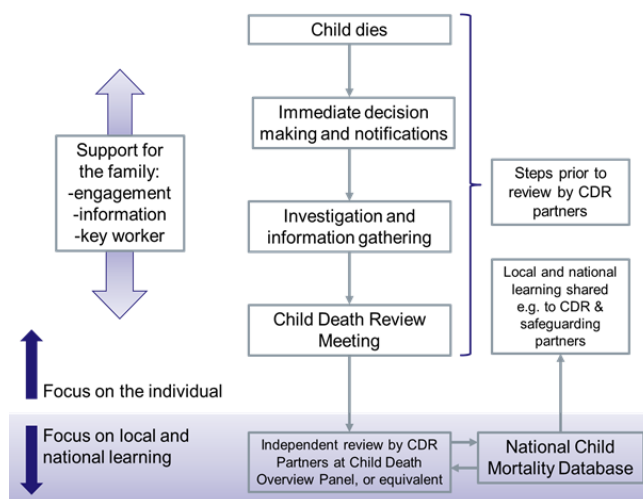 Child dies
Immediate decision
making and notifications
Support for
the family:
-engagement
-information
-key worker
Steps prior to
review by CDR
partners
Investigation and
information gathering
Local and national
learning shared
e.g. to CDR &
safeguarding
partners
Child Death Review
Meeting
Focus on the individual
Focus on local and
national learning
Independent review by CDR
Partners at Child Death
Overview Panel, or equivalent
National Child
Mortality Database